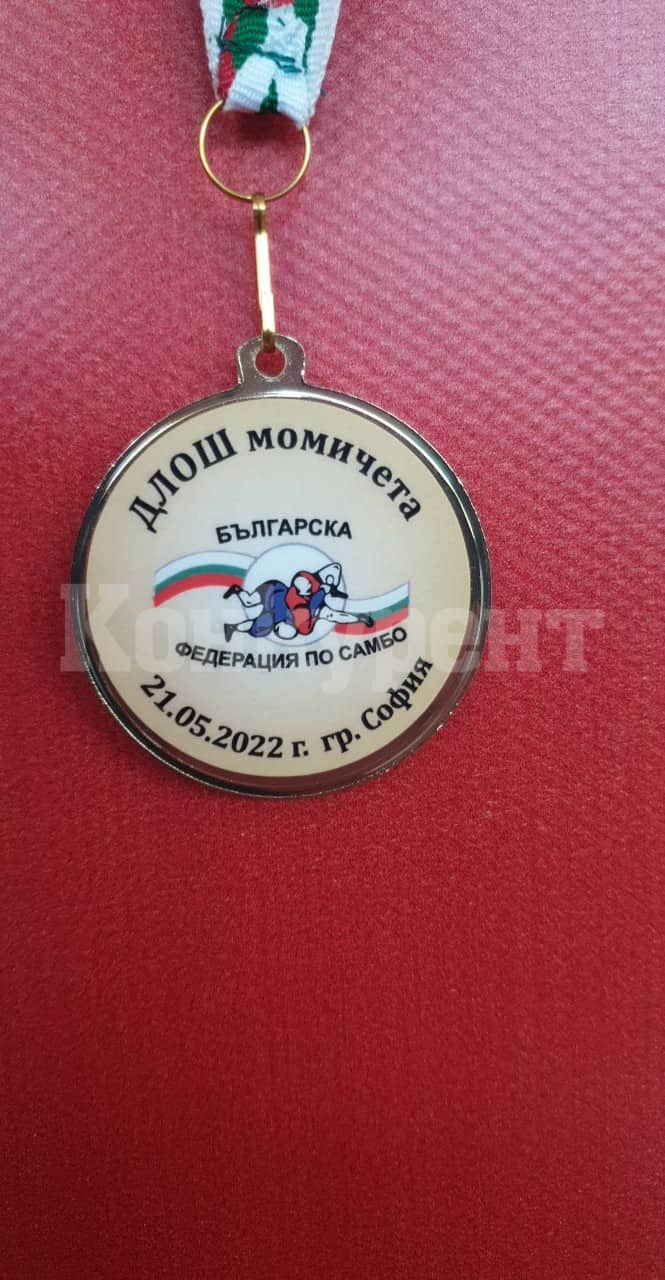 ДЛОШ момичета
БЪЛГАРСКА
ФЕДЕРАЦИЯ ПО САМБО
21.05.2022 г. гр. София
Конкурент